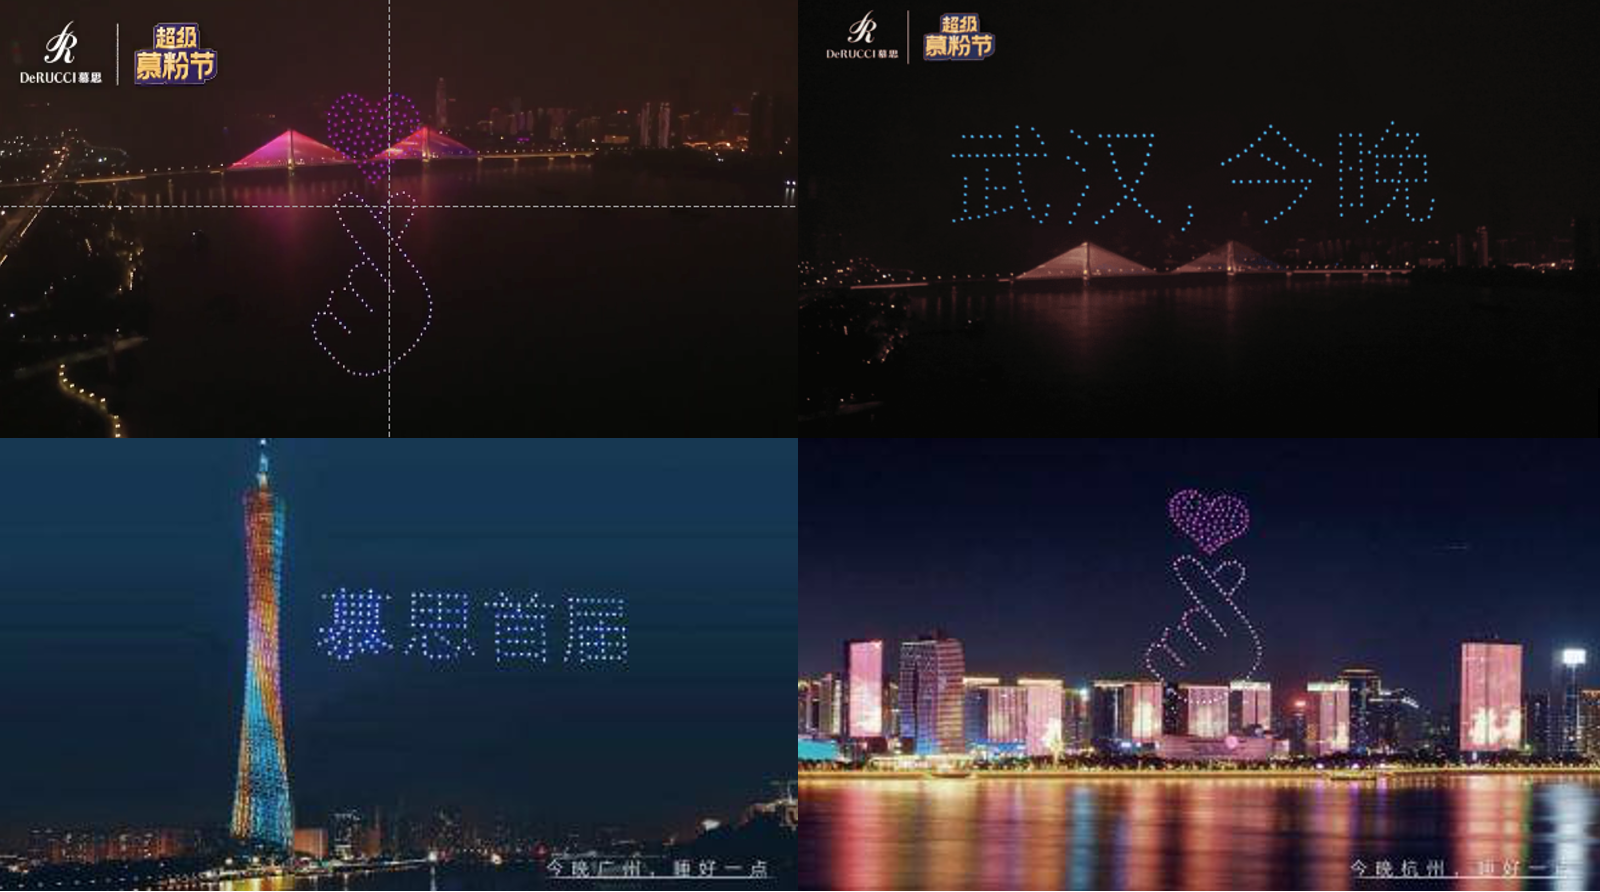 DeRUCCI慕思
超级
慕粉节
DeRUCCI慕思
超级
慕粉节
武汉,今晚
慕思首届
今晚广州，睡好一点
今晚杭州，睡好一点